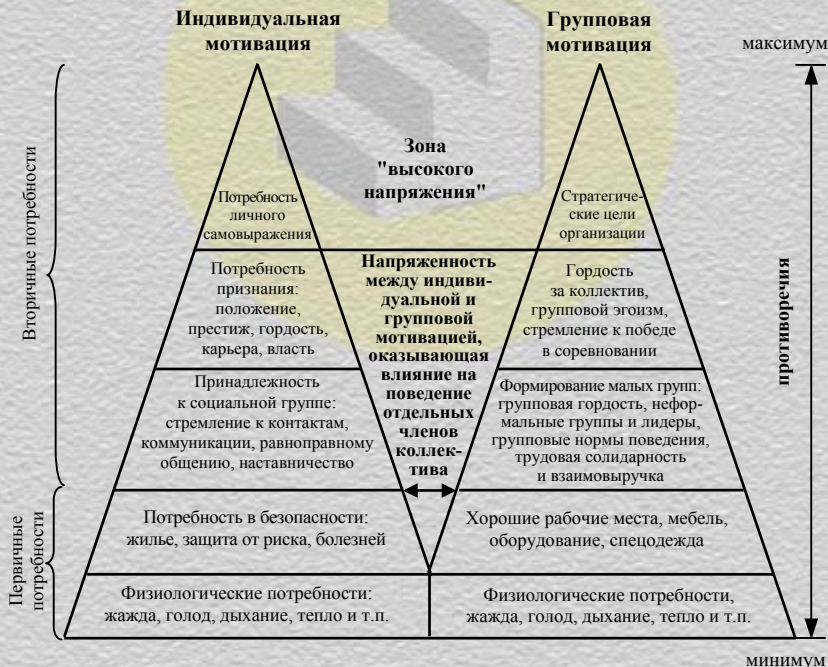 Индивидуальная
мотивация
Групповая
мотивация
максимум
Зона
"высокого
напряжения"
Вторичные потребности
Потребность
личного
самовыражения
Стратегиче-
ские цели
организации
Потребность
признания:
положение,
престиж, гордость,
карьера, власть
Напряженность
между индиви-
дуальной и
групповой
мотивацией,
оказывающая
влияние на
поведение
отдельных
членов
коллек-
тива
Гордость
за коллектив,
групповой эгоизм,
стремление к победе
в соревновании
противоречия
Принадлежность
к социальной группе:
стремление к контактам,
коммуникации, равноправному
общению, наставничество
Формирование малых групп:
групповая гордость, нефор-
мальные группы и лидеры,
групповые нормы поведения,
трудовая солидарность
и взаимовыручка
Первичные
потребности
Потребность в безопасности:
жилье, защита от риска, болезней
Хорошие рабочие места, мебель,
оборудование, спецодежда
Физиологические потребности:
жажда, голод, дыхание, тепло и т.п.
Физиологические потребности,
жажда, голод, дыхание, тепло и т.п.
минимум